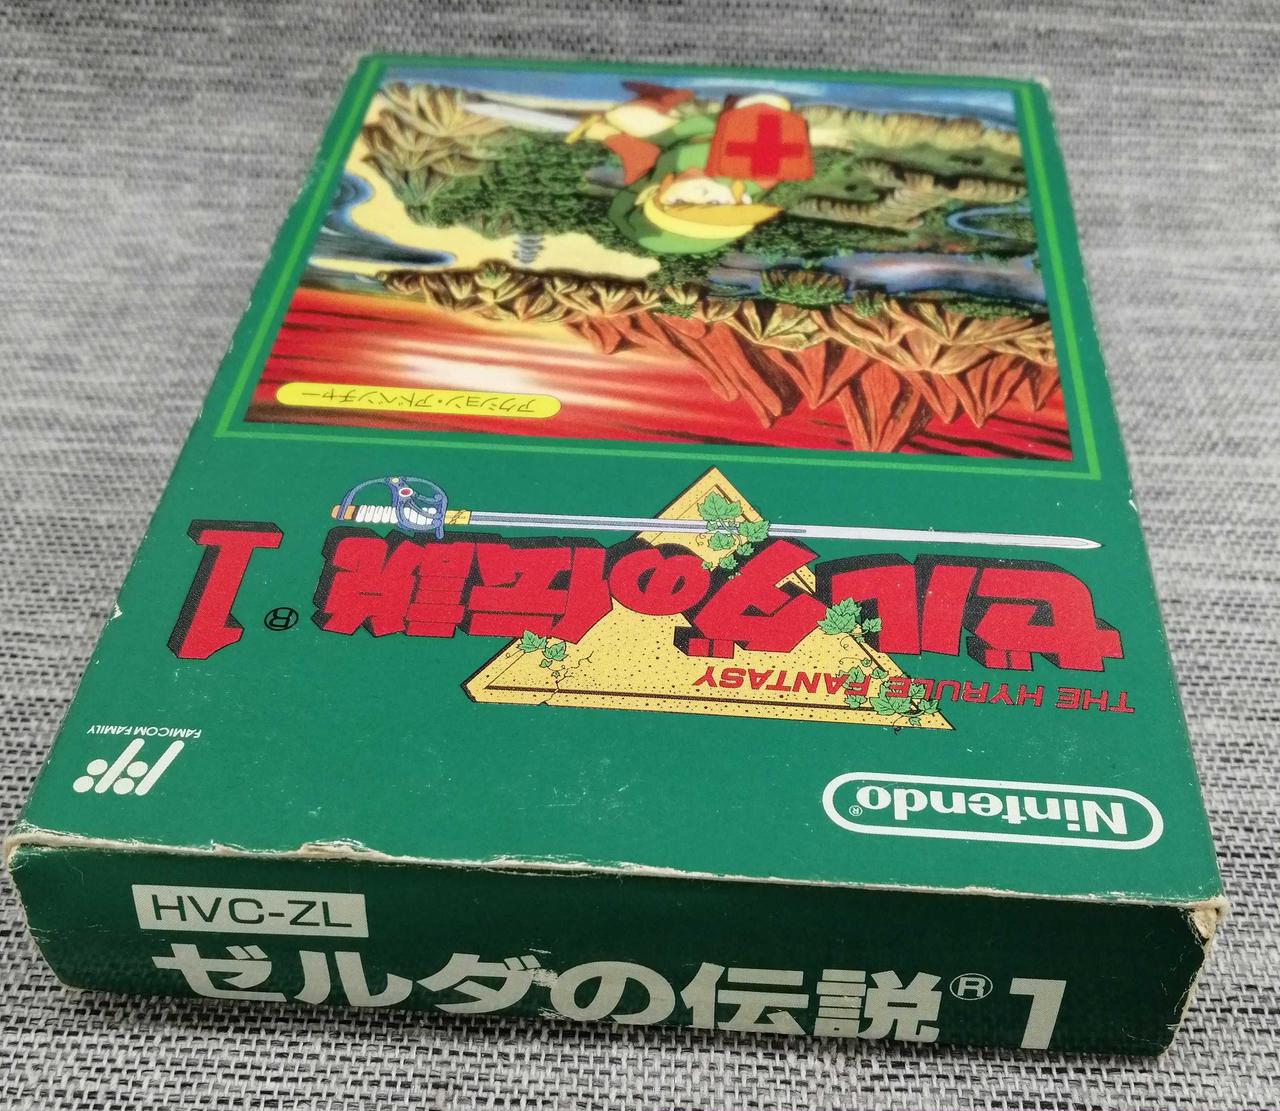 HVC-ZL
ゼルダの伝説® 1
Nintendo®
FAMICOM FAMILY
THE HYRULE FANTASY
ゼルダの伝説1®
アクション・アドベンチャー